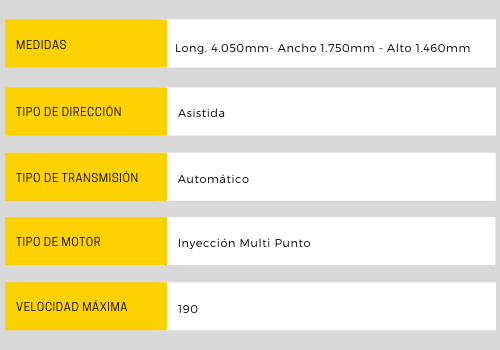 MEDIDAS Long. 4.050mm- Ancho 1.750mm - Alto 1.460mm
TIPO DE DIRECCIÓN Asistida
TIPO DE TRANSMISIÓN Automático
TIPO DE MOTOR Inyección Multi Punto
VELOCIDAD MÁXIMA 190